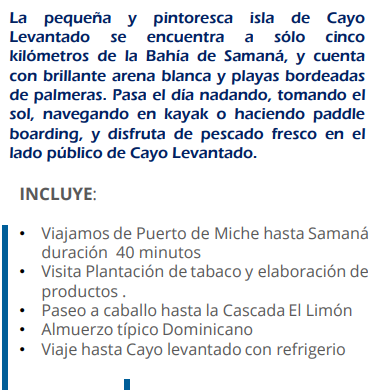 La pequeña y pintoresca isla de Cayo
Levantado se encuentra a sólo cinco
kilómetros de la Bahía de Samaná, y cuenta
con brillante arena blanca y playas bordeadas
de palmeras. Pasa el día nadando, tomando el
sol, navegando en kayak o haciendo paddle
boarding, y disfruta de pescado fresco en el
lado público de Cayo Levantado.
INCLUYE:
• Viajamos de Puerto de Miche hasta Samaná
duración 40 minutos
• Visita Plantación de tabaco y elaboración de
productos .
• Paseo a caballo hasta la Cascada El Limón
• Almuerzo típico Dominicano
• Viaje hasta Cayo levantado con refrigerio